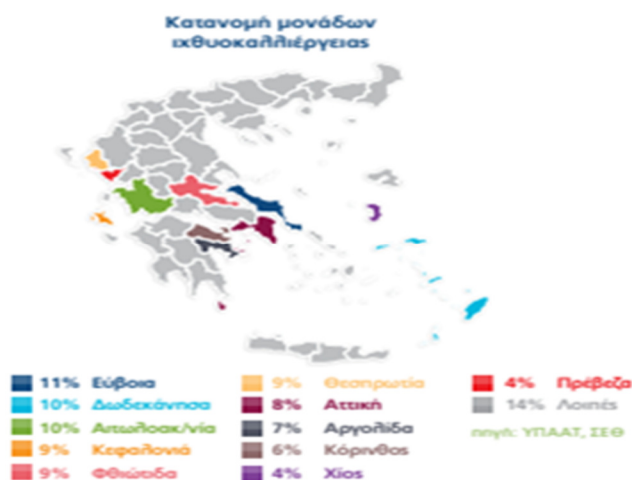 Κατανομή μονάδων
ιχθυοκαλλιέργειας
11% Εύβοια
10% Δωδεκάνησα
10% Αιτωλοακ/νία
9% Κεφαλονιά
9% Φθιώτιδα
9% Θεσπρωτία
8% Αττική
7% Αργολίδα
6% Κόρινθος
4% Χίος
4% Πρέβεζα
14% Λοιπές
πηγή: ΥΠΑΑΤ, ΣΕΘ